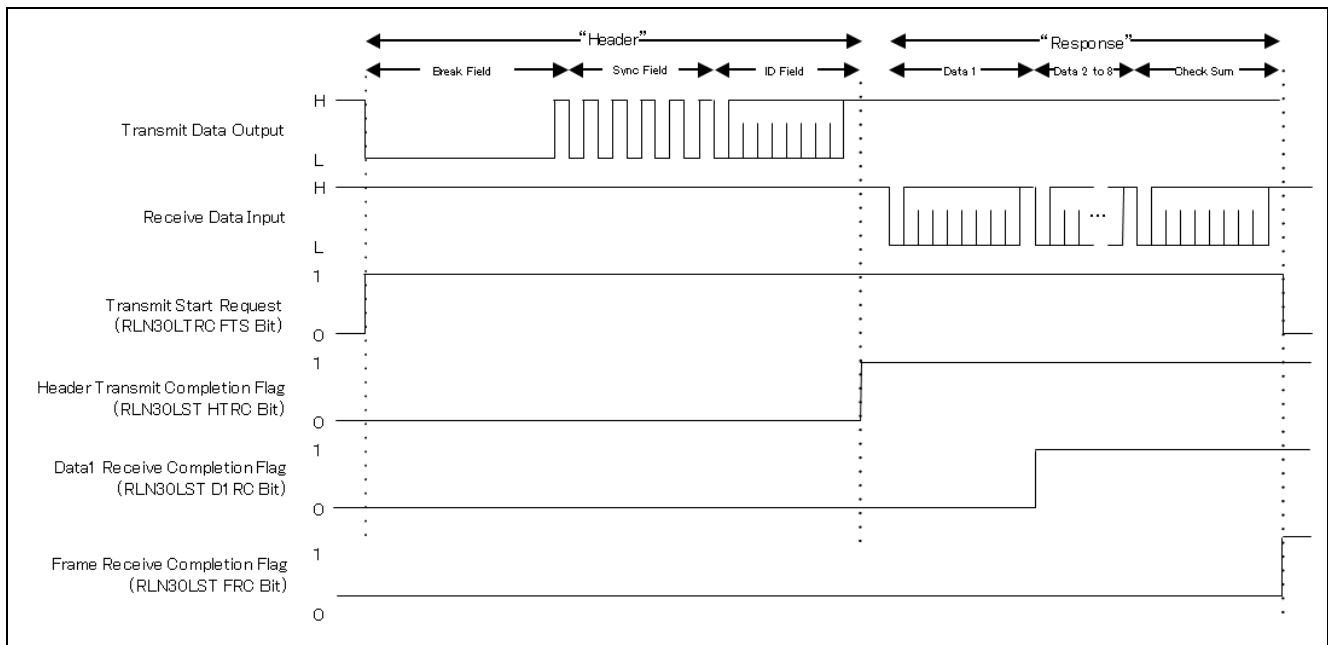 “Header”
“Response”
Break Field
Sync Field
ID Field
Data 1
Data 2 to 8
Check Sum
H
Transmit Data Output
L
H
Receive Data Input
L
1
Transmit Start Request
(RLN30LTRC FTS Bit)
0
1
Header Transmit Completion Flag
(RLN30LST HTRC Bit)
0
1
Data1 Receive Completion Flag
(RLN30LST D1RC Bit)
0
1
Frame Receive Completion Flag
(RLN30LST FRC Bit)
0
...